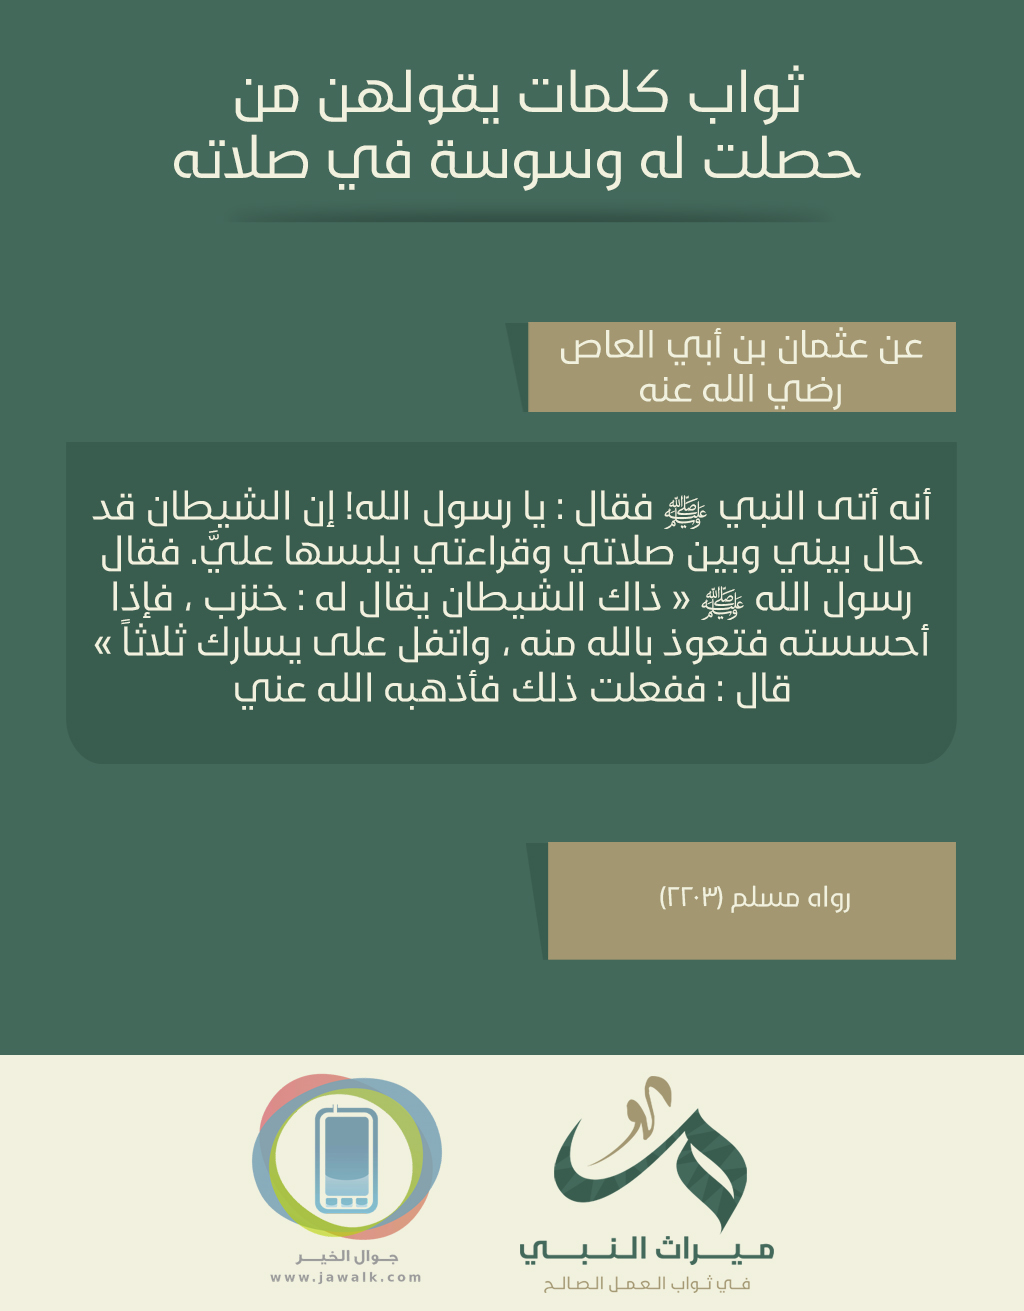 ثواب كلمات يقولهن من
حصلت له وسوسة في صلاته
عن عثمان بن أبي العاص
رضي الله عنه
أنه أتى النبي ﷺ فقال : يا رسول الله! إن الشيطان قد
حال بيني وبين صلاتي وقراءتي يلبسها عليَّ. فقال
رسول الله ﷺ « ذاك الشيطان يقال له : خنزب ، فإذا
أحسسته فتعوذ بالله منه ، واتفل على يسارك ثلاثاً »
قال : ففعلت ذلك فأذهبه الله عني
رواه مسلم (٢٢٠٣)
ميراث النبي
في ثواب العمل الصالح
جوال الخير
www.jawalk.com